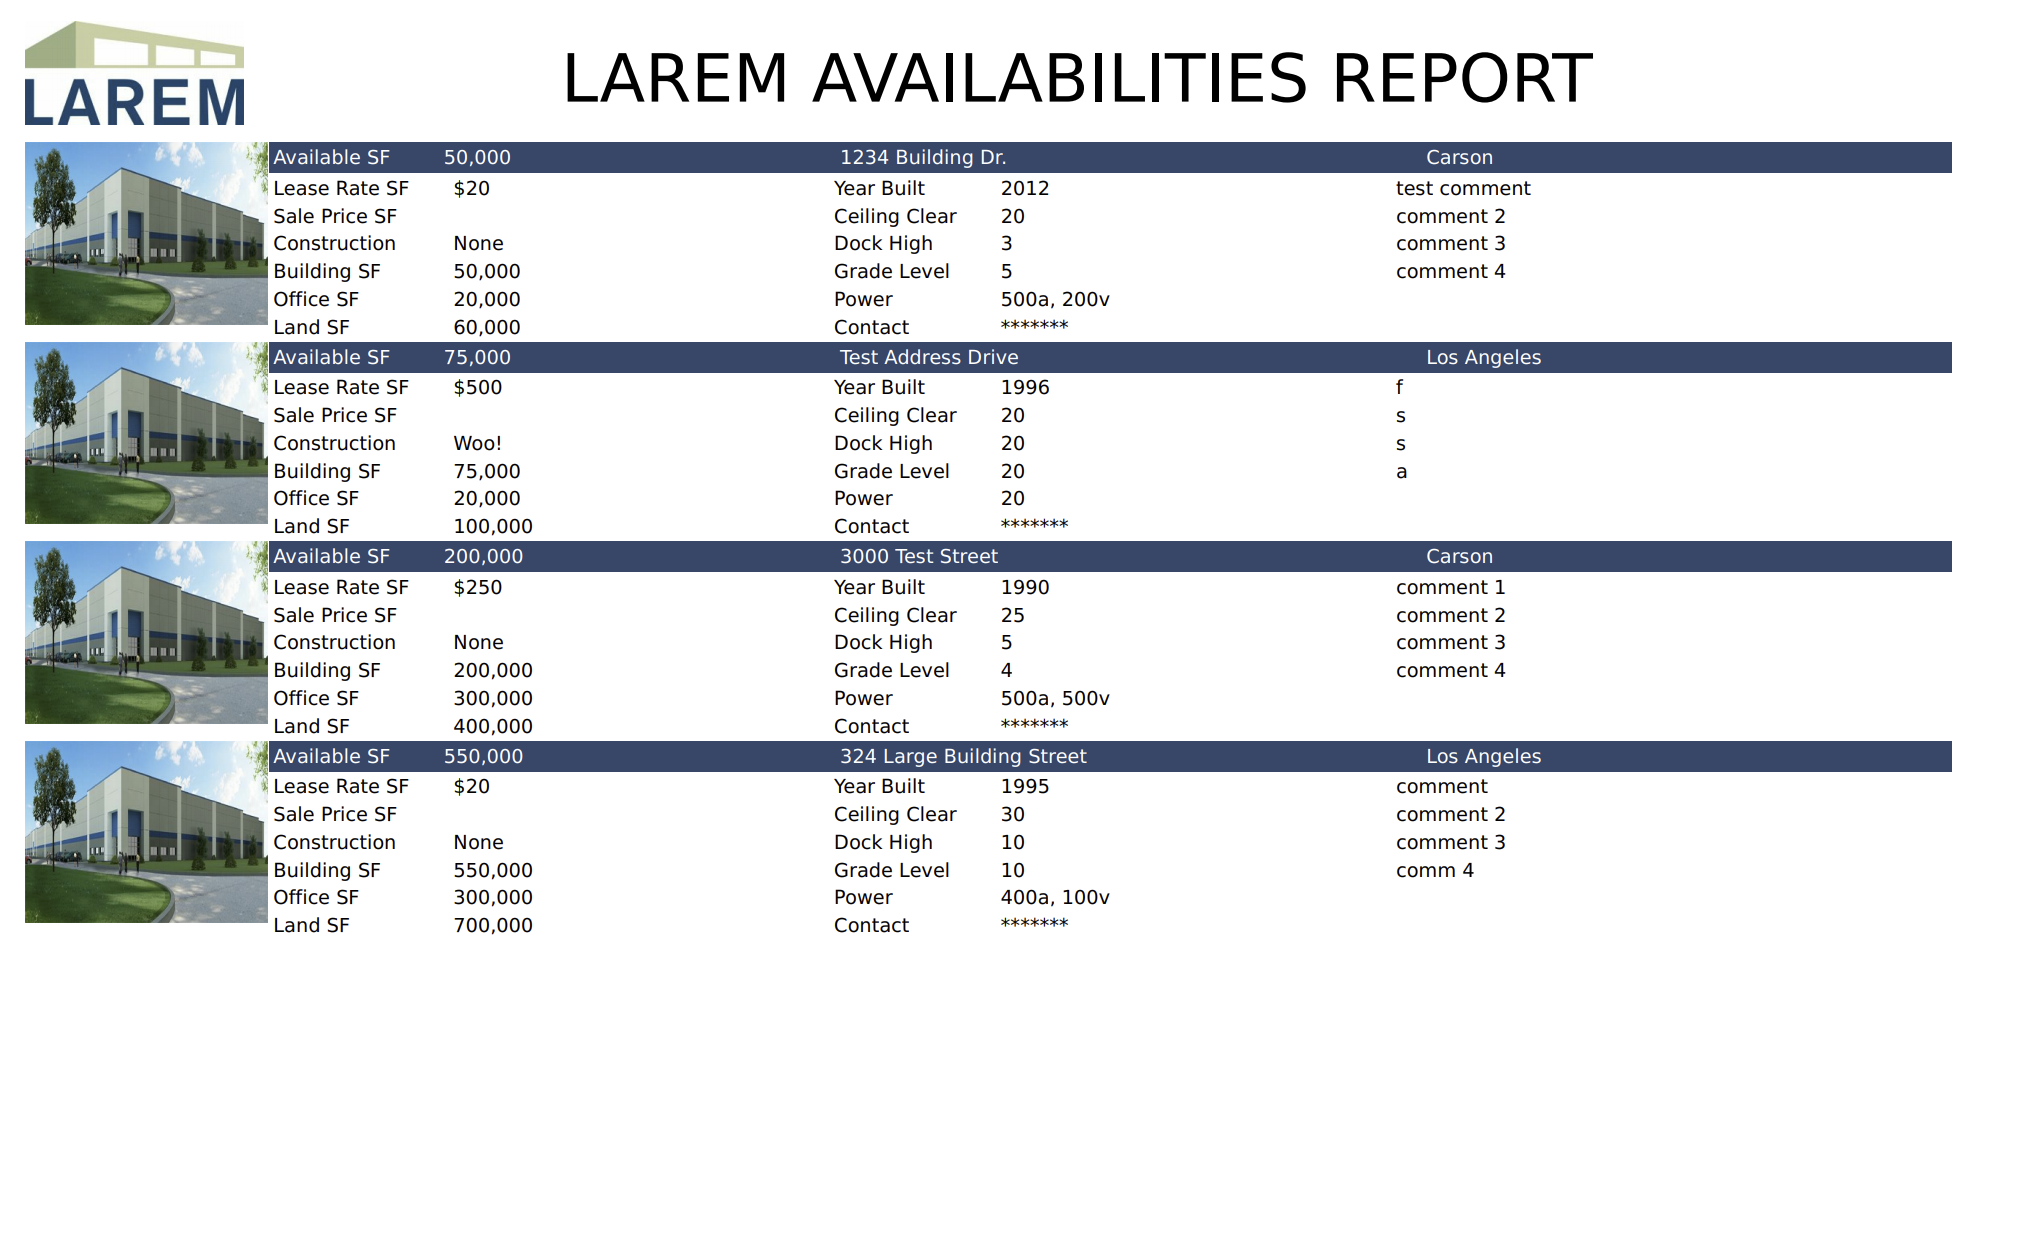 LAREM
LAREM AVAILABILITIES REPORT
Available SF 50,000 1234 Building Dr. Carson
Lease Rate SF $20 Year Built 2012 test comment
Sale Price SF Ceiling Clear 20 comment 2
Construction None Dock High 3 comment 3
Building SF 50,000 Grade Level 5 comment 4
Office SF 20,000 Power 500a, 200v
Land SF 60,000 Contact *******
Available SF 75,000 Test Address Drive Los Angeles
Lease Rate SF $500 Year Built 1996 f
Sale Price SF Ceiling Clear 20 s
Construction Woo! Dock High 20 s
Building SF 75,000 Grade Level 20 a
Office SF 20,000 Power 20
Land SF 100,000 Contact *******
Available SF 200,000 3000 Test Street Carson
Lease Rate SF $250 Year Built 1990 comment 1
Sale Price SF Ceiling Clear 25 comment 2
Construction None Dock High 5 comment 3
Building SF 200,000 Grade Level 4 comment 4
Office SF 300,000 Power 500a, 500v
Land SF 400,000 Contact *******
Available SF 550,000 324 Large Building Street Los Angeles
Lease Rate SF $20 Year Built 1995 comment
Sale Price SF Ceiling Clear 30 comment 2
Construction None Dock High 10 comment 3
Building SF 550,000 Grade Level 10 comm 4
Office SF 300,000 Power 400a, 100v
Land SF 700,000 Contact *******